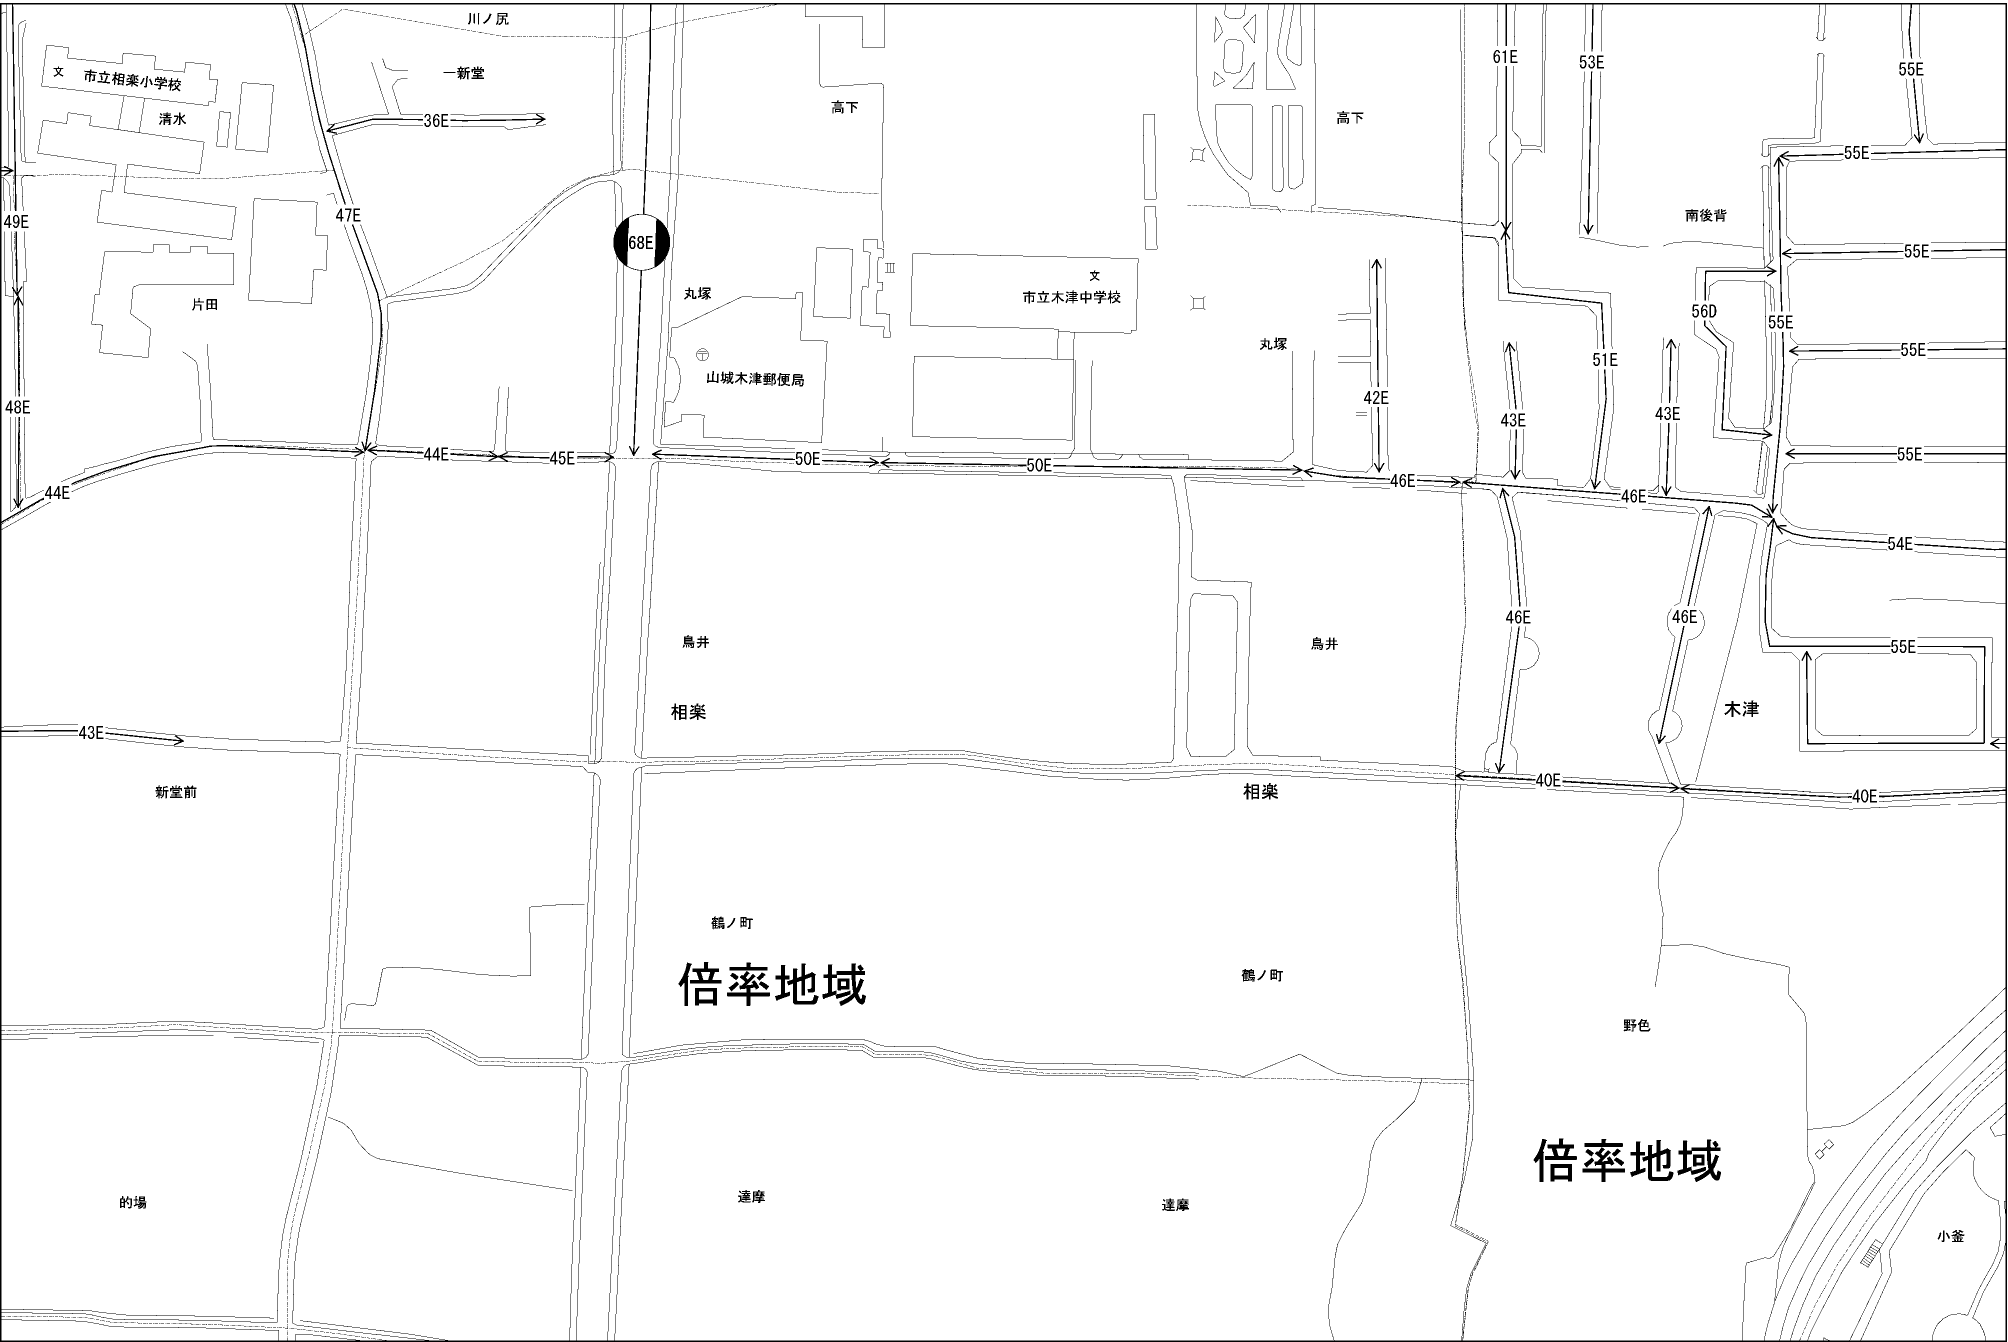 川ノ尻
61E
53E
55E
文
市立相楽小学校
一新堂
高下
高下
清水
36E
55E
49E
47E
68E
南後背
55E
文
市立木津中学校
丸塚
片田
56D
55E
丸塚
55E
51E
山城木津郵便局
48E
42E
43E
43E
44E
45E
50E
50E
46E
46E
55E
44E
54E
46E
46E
鳥井
鳥井
55E
相楽
木津
43E
新堂前
相楽
40E
40E
鶴ノ町
倍率地域
鶴ノ町
野色
倍率地域
的場
達摩
達摩
小釜